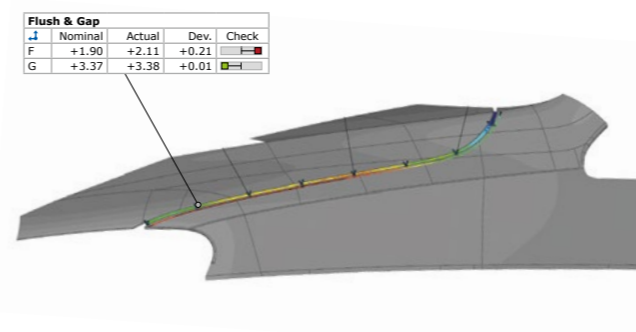 Flush & Gap
Nominal Actual Dev. Check
F +1.90 +2.11 +0.21
G +3.37 +3.38 +0.01